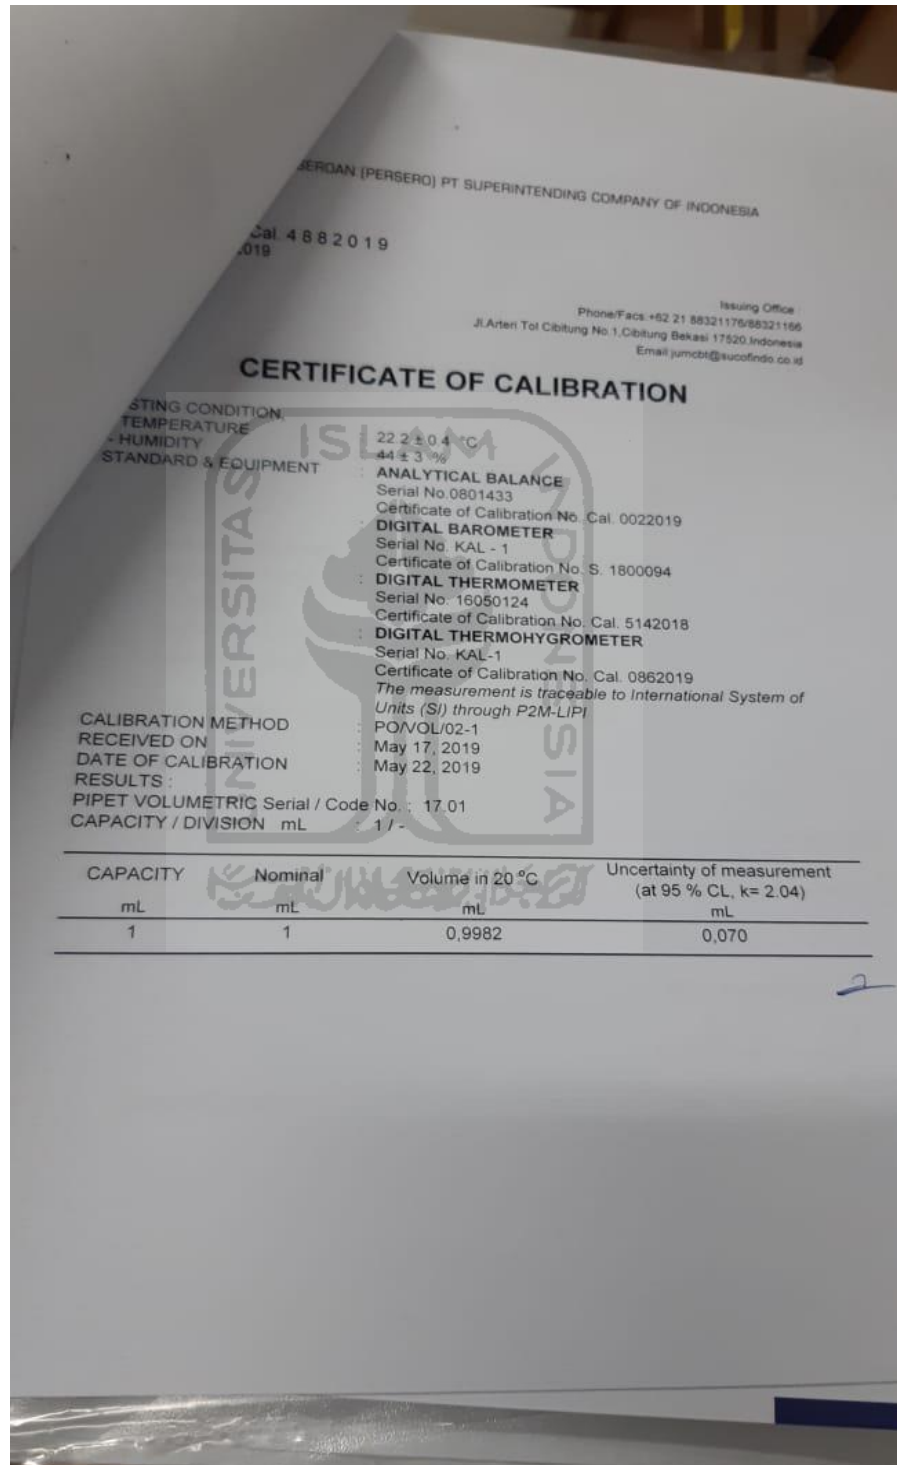 (PERSERO) PT SUPERINTENDING COMPANY OF INDONESIA
Cal. 4 8 8 2 0 1 9
Issuing Office :
Phone/Facs.+62 21 88321176/88321166
Jl.Arteri Tol Cibitung No.1,Cibitung Bekasi 17520,Indonesia
Email:jumcbt@sucofindo.co.id
CERTIFICATE OF CALIBRATION
CONDITION,
TEMPERATURE 22.2 ± 0.4 °C
- HUMIDITY 44 ± 3 %
STANDARD & EQUIPMENT : ANALYTICAL BALANCE
Serial No.0801433
Certificate of Calibration No. Cal. 0022019
: DIGITAL BAROMETER
Serial No. KAL - 1
Certificate of Calibration No. S. 1800094
: DIGITAL THERMOMETER
Serial No. 16050124
Certificate of Calibration No. Cal. 5142018
: DIGITAL THERMOHYGROMETER
Serial No. KAL-1
Certificate of Calibration No. Cal. 0862019
The measurement is traceable to International System of
Units (SI) through P2M-LIPI
CALIBRATION METHOD : PO/VOL/02-1
RECEIVED ON : May 17, 2019
DATE OF CALIBRATION : May 22, 2019
RESULTS :
PIPET VOLUMETRIC Serial / Code No. : 17.01
CAPACITY / DIVISION mL : 1 / -
CAPACITY Nominal Volume in 20 °C Uncertainty of measurement
(at 95 % CL, k= 2.04)
mL mL mL mL
1 1 0,9982 0,070
2
ISLAM
UNIVERSITAS
INDONESIA